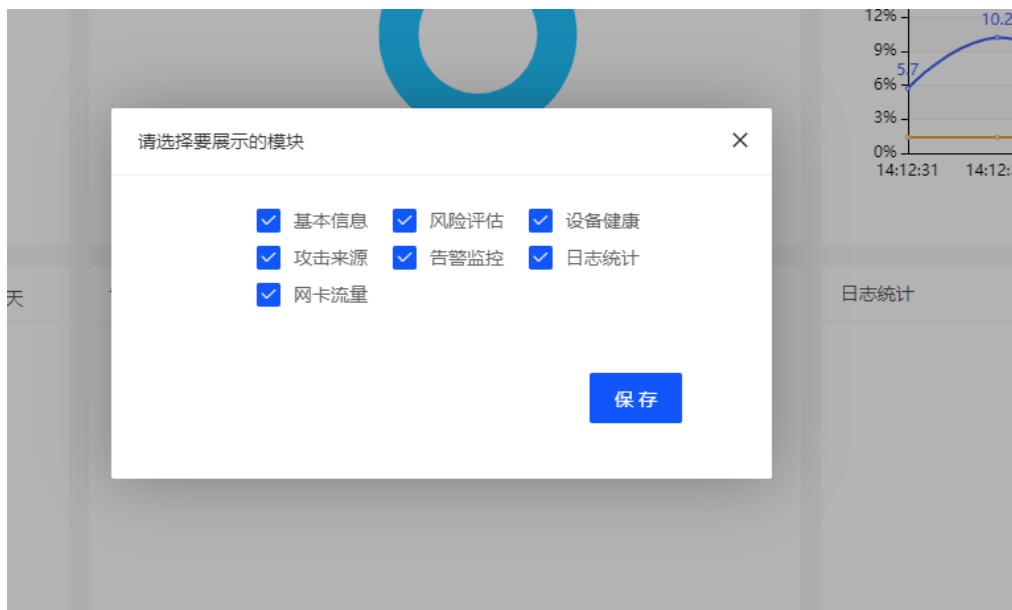 12%
10.2
9%
5.7
6%
3%
0%
14:12:31 14:12:
请选择要展示的模块
基本信息 风险评估 设备健康
攻击来源 告警监控 日志统计
网卡流量
保存
天
日志统计